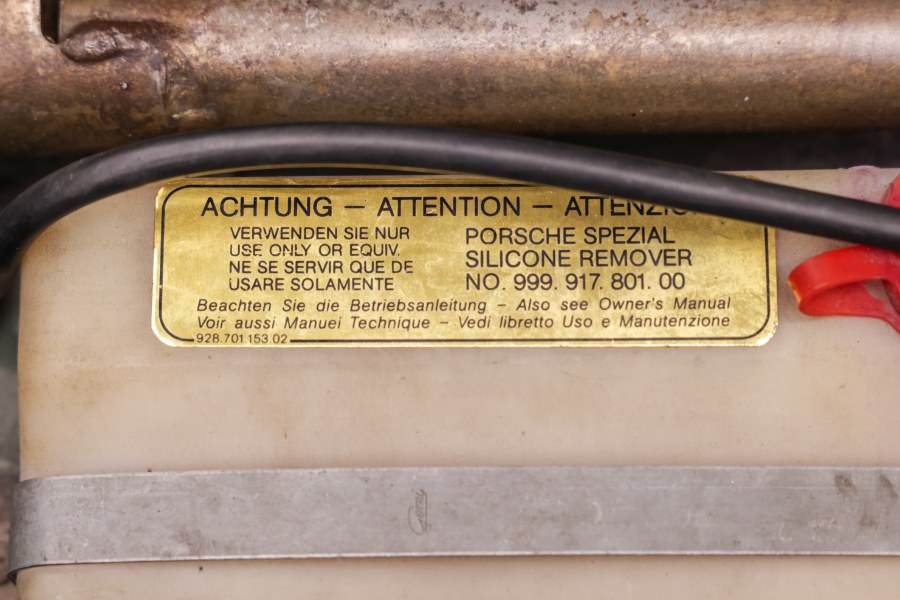 ACHTUNG — ATTENTION — ATTENZIO
VERWENDEN SIE NUR
USE ONLY OR EQUIV.
NE SE SERVIR QUE DE
USARE SOLAMENTE
PORSCHE SPEZIAL
SILICONE REMOVER
NO. 999. 917. 801. 00
Beachten Sie die Betriebsanleitung – Also see Owner's Manual
Voir aussi Manuei Technique – Vedi libretto Uso e Manutenzione
928.701.153.02